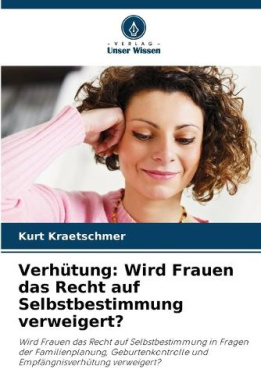 - VERLAG -
Unser Wissen
Kurt Kraetschmer
Verhütung: Wird Frauen
das Recht auf
Selbstbestimmung
verweigert?
Wird Frauen das Recht auf Selbstbestimmung in Fragen
der Familienplanung, Geburtenkontrolle und
Empfängnisverhütung verweigert?